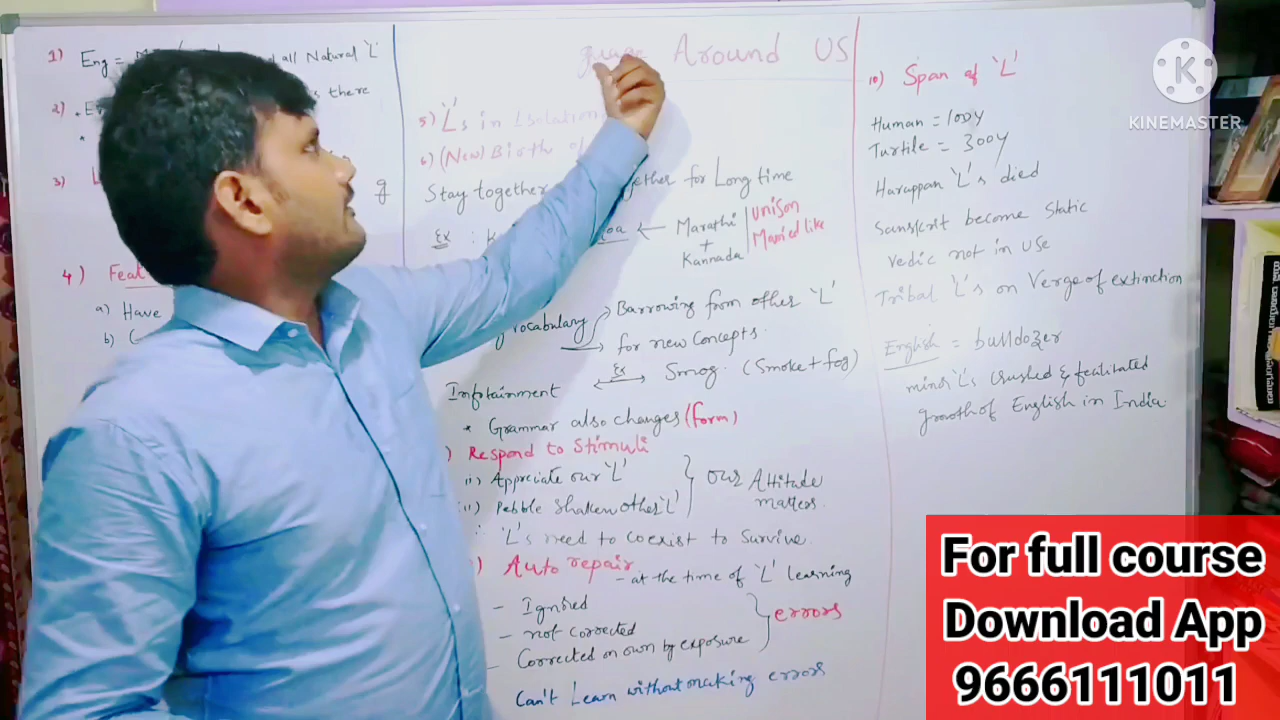 Around US
1) Eng = all Natural 'L'
2) there
3)
4) Feat
a) Have
b)
5) 'L's in Isolation
6) (New) Birth of
Stay together together for Long time
Ex : oa ← Marathi + Kannada
unison
Married like
vocabulary
Barrowing from other 'L'
for new concepts.
Infotainment Ex Smog. (Smoke + fog)
* Grammar also changes (form)
) Respond to Stimuli
ii) Appreciate our 'L'
iii) Pebble Shaken other 'L'
our Attitude matters.
∴ 'L's need to coexist to Survive.
) Auto repair
- at the time of 'L' learning
- Ignored
- not corrected
- Corrected on own by exposure
errors
Can't Learn without making errors
10) Span of 'L'
Human = 100y
Turtile = 300y
Harappan 'L's died
Sanskrit become static
Vedic not in use
Tribal 'L's on Verge of extinction
English = bulldozer
minor 'L's crushed & featitated
growth of English in India.
K
KINEMASTER
For full course
Download App
9666111011